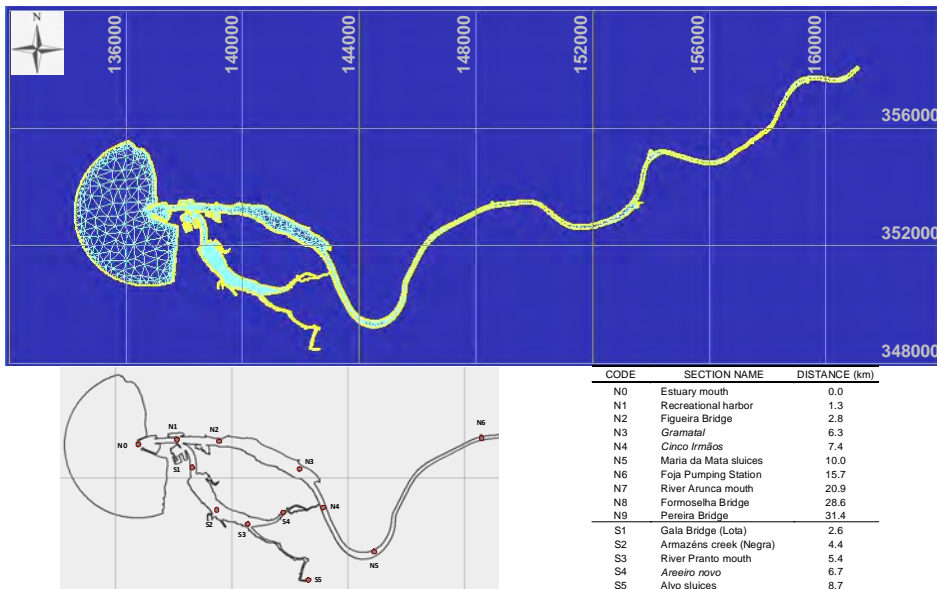 N
136000
140000
144000
148000
152000
156000
160000
356000
352000
348000
N0
N1
N2
N3
N4
N5
N6
S1
S2
S3
S4
S5
CODE SECTION NAME DISTANCE (km)
N0 Estuary mouth 0.0
N1 Recreational harbor 1.3
N2 Figueira Bridge 2.8
N3 Gramatal 6.3
N4 Cinco Irmãos 7.4
N5 Maria da Mata sluices 10.0
N6 Foja Pumping Station 15.7
N7 River Arunca mouth 20.9
N8 Formoselha Bridge 28.6
N9 Pereira Bridge 31.4
S1 Gala Bridge (Lota) 2.6
S2 Armazéns creek (Negra) 4.4
S3 River Pranto mouth 5.4
S4 Areeiro novo 6.7
S5 Alvo sluices 8.7